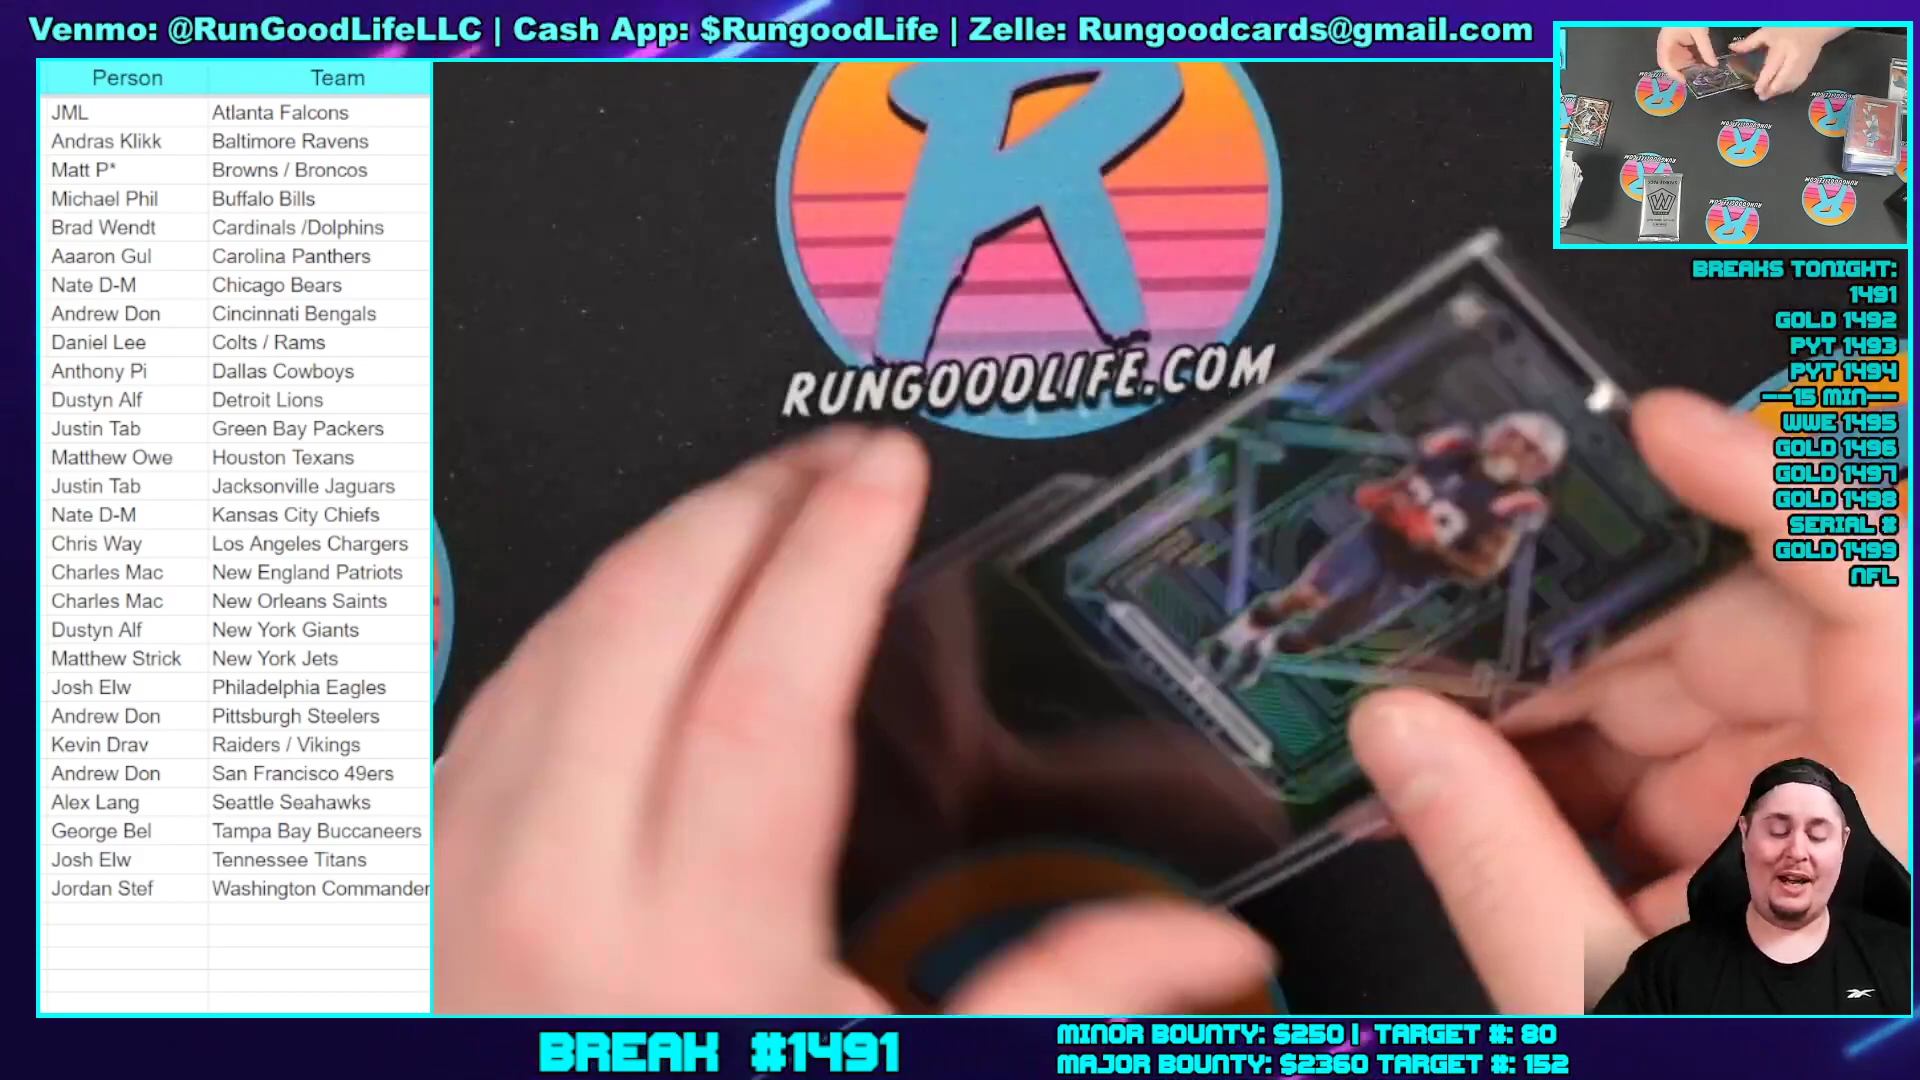 Venmo: @RunGoodLifeLLC | Cash App: $RungoodLife | Zelle: Rungoodcards@gmail.com
Person Team
JML Atlanta Falcons
Andras Klikk Baltimore Ravens
Matt P* Browns / Broncos
Michael Phil Buffalo Bills
Brad Wendt Cardinals /Dolphins
Aaaron Gul Carolina Panthers
Nate D-M Chicago Bears
Andrew Don Cincinnati Bengals
Daniel Lee Colts / Rams
Anthony Pi Dallas Cowboys
Dustyn Alf Detroit Lions
Justin Tab Green Bay Packers
Matthew Owe Houston Texans
Justin Tab Jacksonville Jaguars
Nate D-M Kansas City Chiefs
Chris Way Los Angeles Chargers
Charles Mac New England Patriots
Charles Mac New Orleans Saints
Dustyn Alf New York Giants
Matthew Strick New York Jets
Josh Elw Philadelphia Eagles
Andrew Don Pittsburgh Steelers
Kevin Drav Raiders / Vikings
Andrew Don San Francisco 49ers
Alex Lang Seattle Seahawks
George Bel Tampa Bay Buccaneers
Josh Elw Tennessee Titans
Jordan Stef Washington Commander
R
RUNGOODLIFE.COM
BREAKS TONIGHT:
1491
GOLD 1492
PYT 1493
PYT 1494
--15 MIN--
WWE 1495
GOLD 1496
GOLD 1497
GOLD 1498
SERIAL #
GOLD 1499
NFL
BREAK #1491
MINOR BOUNTY: $250 | TARGET #: 80
MAJOR BOUNTY: $2360 TARGET #: 152